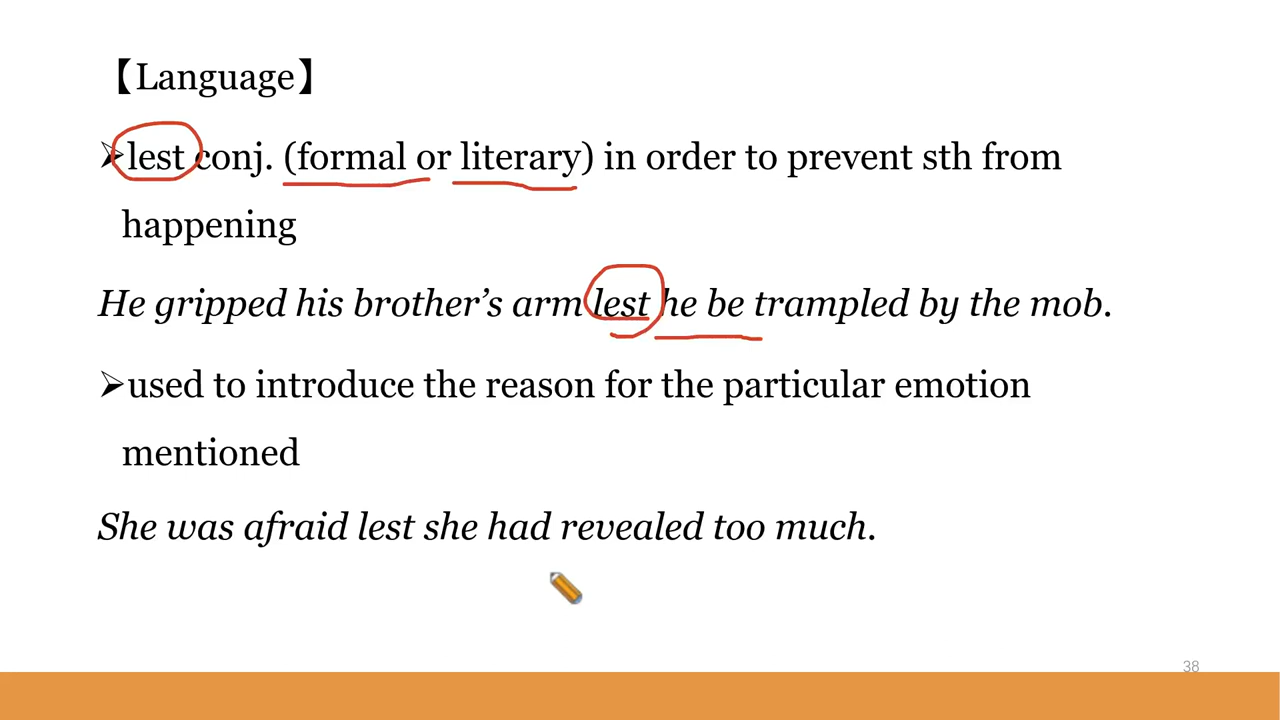 【Language】
➢lest conj. (formal or literary) in order to prevent sth from
happening
He gripped his brother’s arm lest he be trampled by the mob.
➢used to introduce the reason for the particular emotion
mentioned
She was afraid lest she had revealed too much.
38